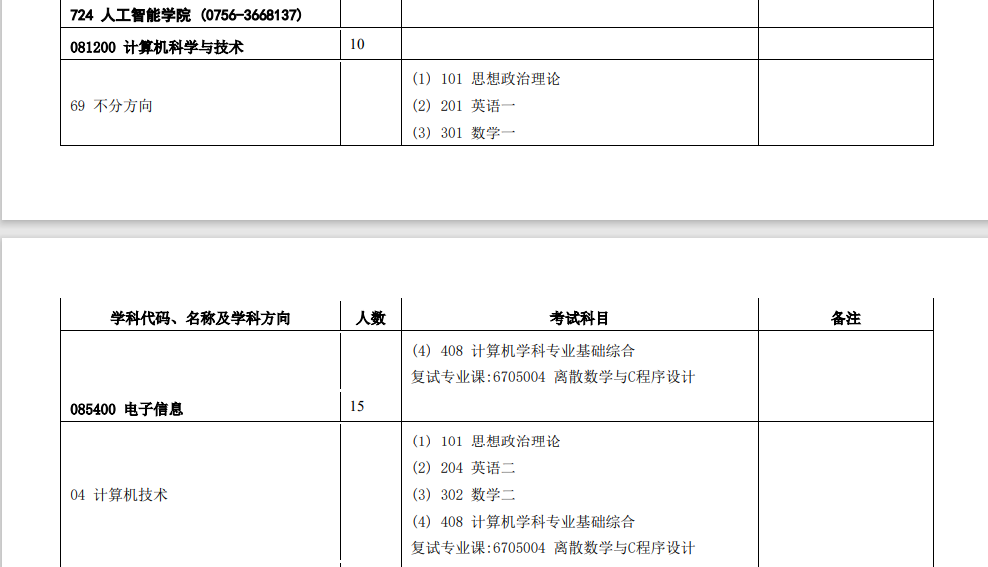 724 人工智能学院 (0756-3668137)
081200 计算机科学与技术 10
69 不分方向
(1) 101 思想政治理论
(2) 201 英语一
(3) 301 数学一
学科代码、名称及学科方向 人数 考试科目 备注
(4) 408 计算机学科专业基础综合
复试专业课:6705004 离散数学与C程序设计
085400 电子信息 15
04 计算机技术
(1) 101 思想政治理论
(2) 204 英语二
(3) 302 数学二
(4) 408 计算机学科专业基础综合
复试专业课:6705004 离散数学与C程序设计